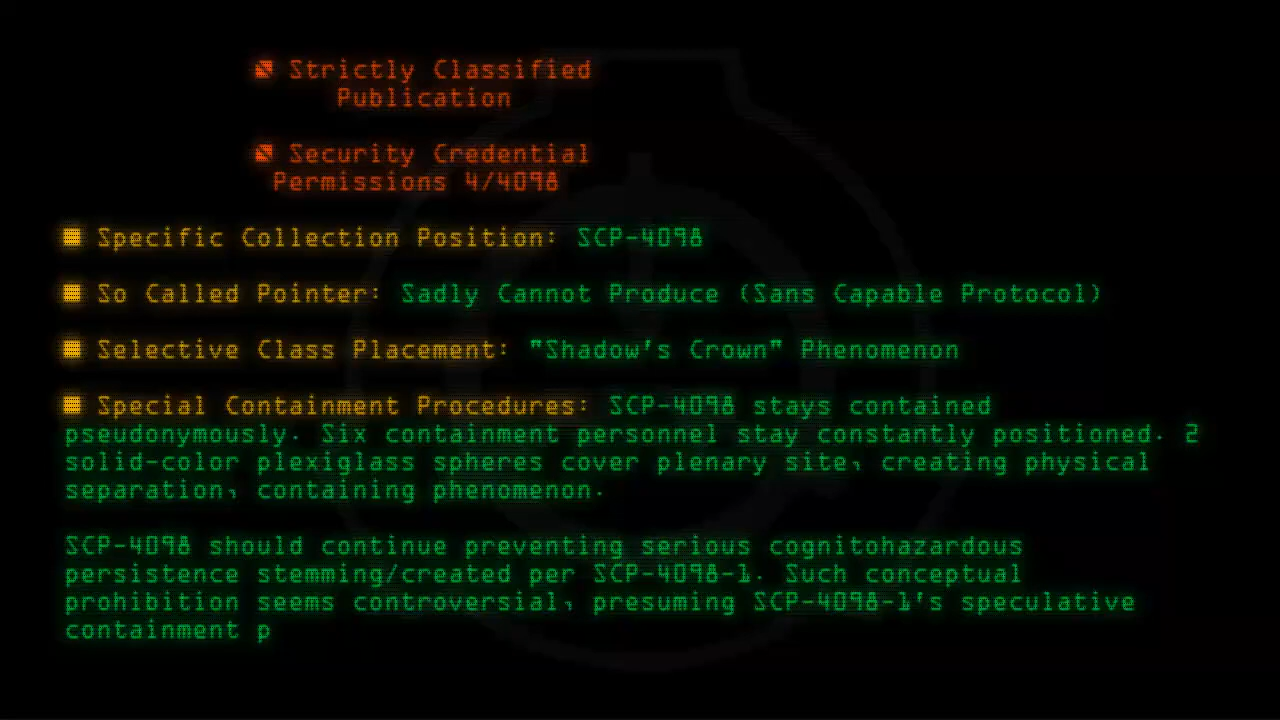 Strictly Classified
Publication
Security Credential
Permissions 4/4098
Specific Collection Position: SCP-4098
So Called Pointer: Sadly Cannot Produce (Sans Capable Protocol)
Selective Class Placement: "Shadow's Crown" Phenomenon
Special Containment Procedures: SCP-4098 stays contained
pseudonymously. Six containment personnel stay constantly positioned. 2
solid-color plexiglass spheres cover plenary site, creating physical
separation, containing phenomenon.
SCP-4098 should continue preventing serious cognitohazardous
persistence stemming/created per SCP-4098-1. Such conceptual
prohibition seems controversial, presuming SCP-4098-1's speculative
containment p